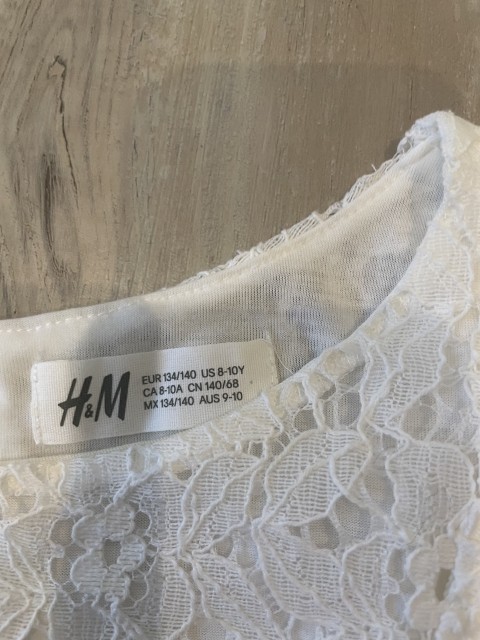 H&M
EUR 134/140 US 8-10Y
CA 8-10A CN 140/68
MX 134/140 AUS 9-10